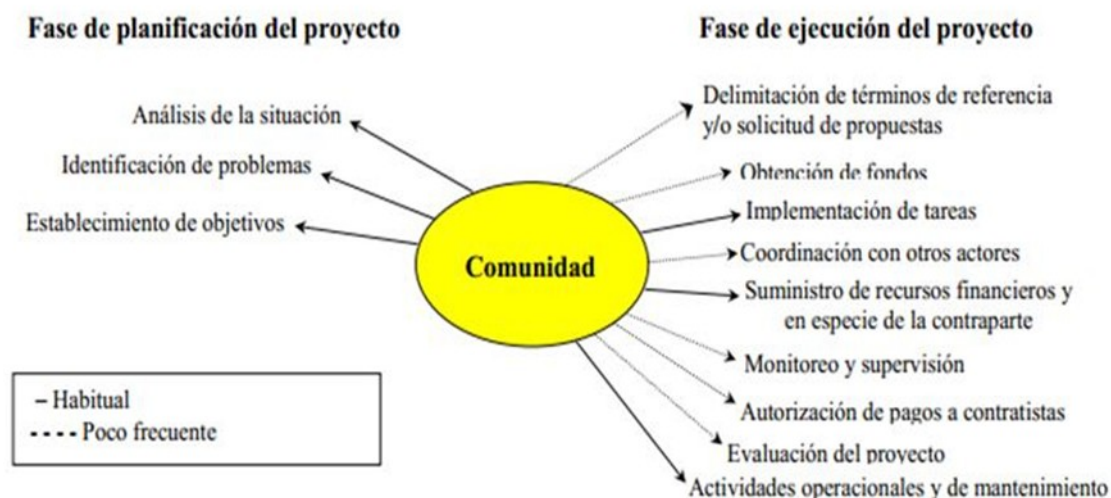 Fase de planificación del proyecto
Fase de ejecución del proyecto
Análisis de la situación
Identificación de problemas
Establecimiento de objetivos
Comunidad
Delimitación de términos de referencia
y/o solicitud de propuestas
Obtención de fondos
Implementación de tareas
Coordinación con otros actores
Suministro de recursos financieros y
en especie de la contraparte
Monitoreo y supervisión
Autorización de pagos a contratistas
Evaluación del proyecto
Actividades operacionales y de mantenimiento
– Habitual
---- Poco frecuente